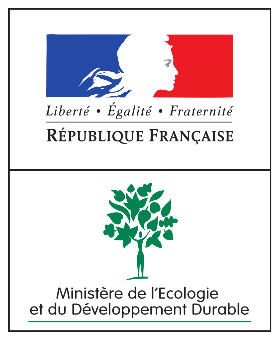 Liberté • Égalité • Fraternité
RÉPUBLIQUE FRANÇAISE
Ministère de l'Ecologie
et du Développement Durable